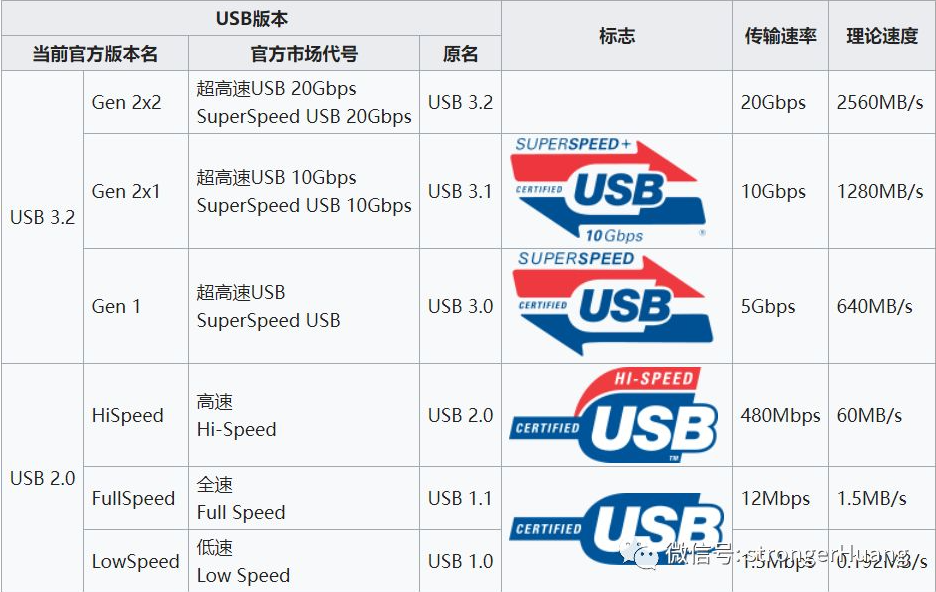 USB版本
标志
传输速率
理论速度
当前官方版本名
官方市场代号
原名
USB 3.2
Gen 2x2
超高速USB 20Gbps
SuperSpeed USB 20Gbps
USB 3.2
20Gbps
2560MB/s
Gen 2x1
超高速USB 10Gbps
SuperSpeed USB 10Gbps
USB 3.1
SUPERSPEED+
CERTIFIED
USB
10Gbps
®
10Gbps
1280MB/s
Gen 1
超高速USB
SuperSpeed USB
USB 3.0
SUPERSPEED
CERTIFIED
USB
5Gbps
640MB/s
USB 2.0
HiSpeed
高速
Hi-Speed
USB 2.0
HI-SPEED
CERTIFIED
USB
TM
480Mbps
60MB/s
FullSpeed
全速
Full Speed
USB 1.1
CERTIFIED
USB
12Mbps
1.5MB/s
LowSpeed
低速
Low Speed
USB 1.0
1.5Mbps
0.192MB/s
微信号:strongerHuang